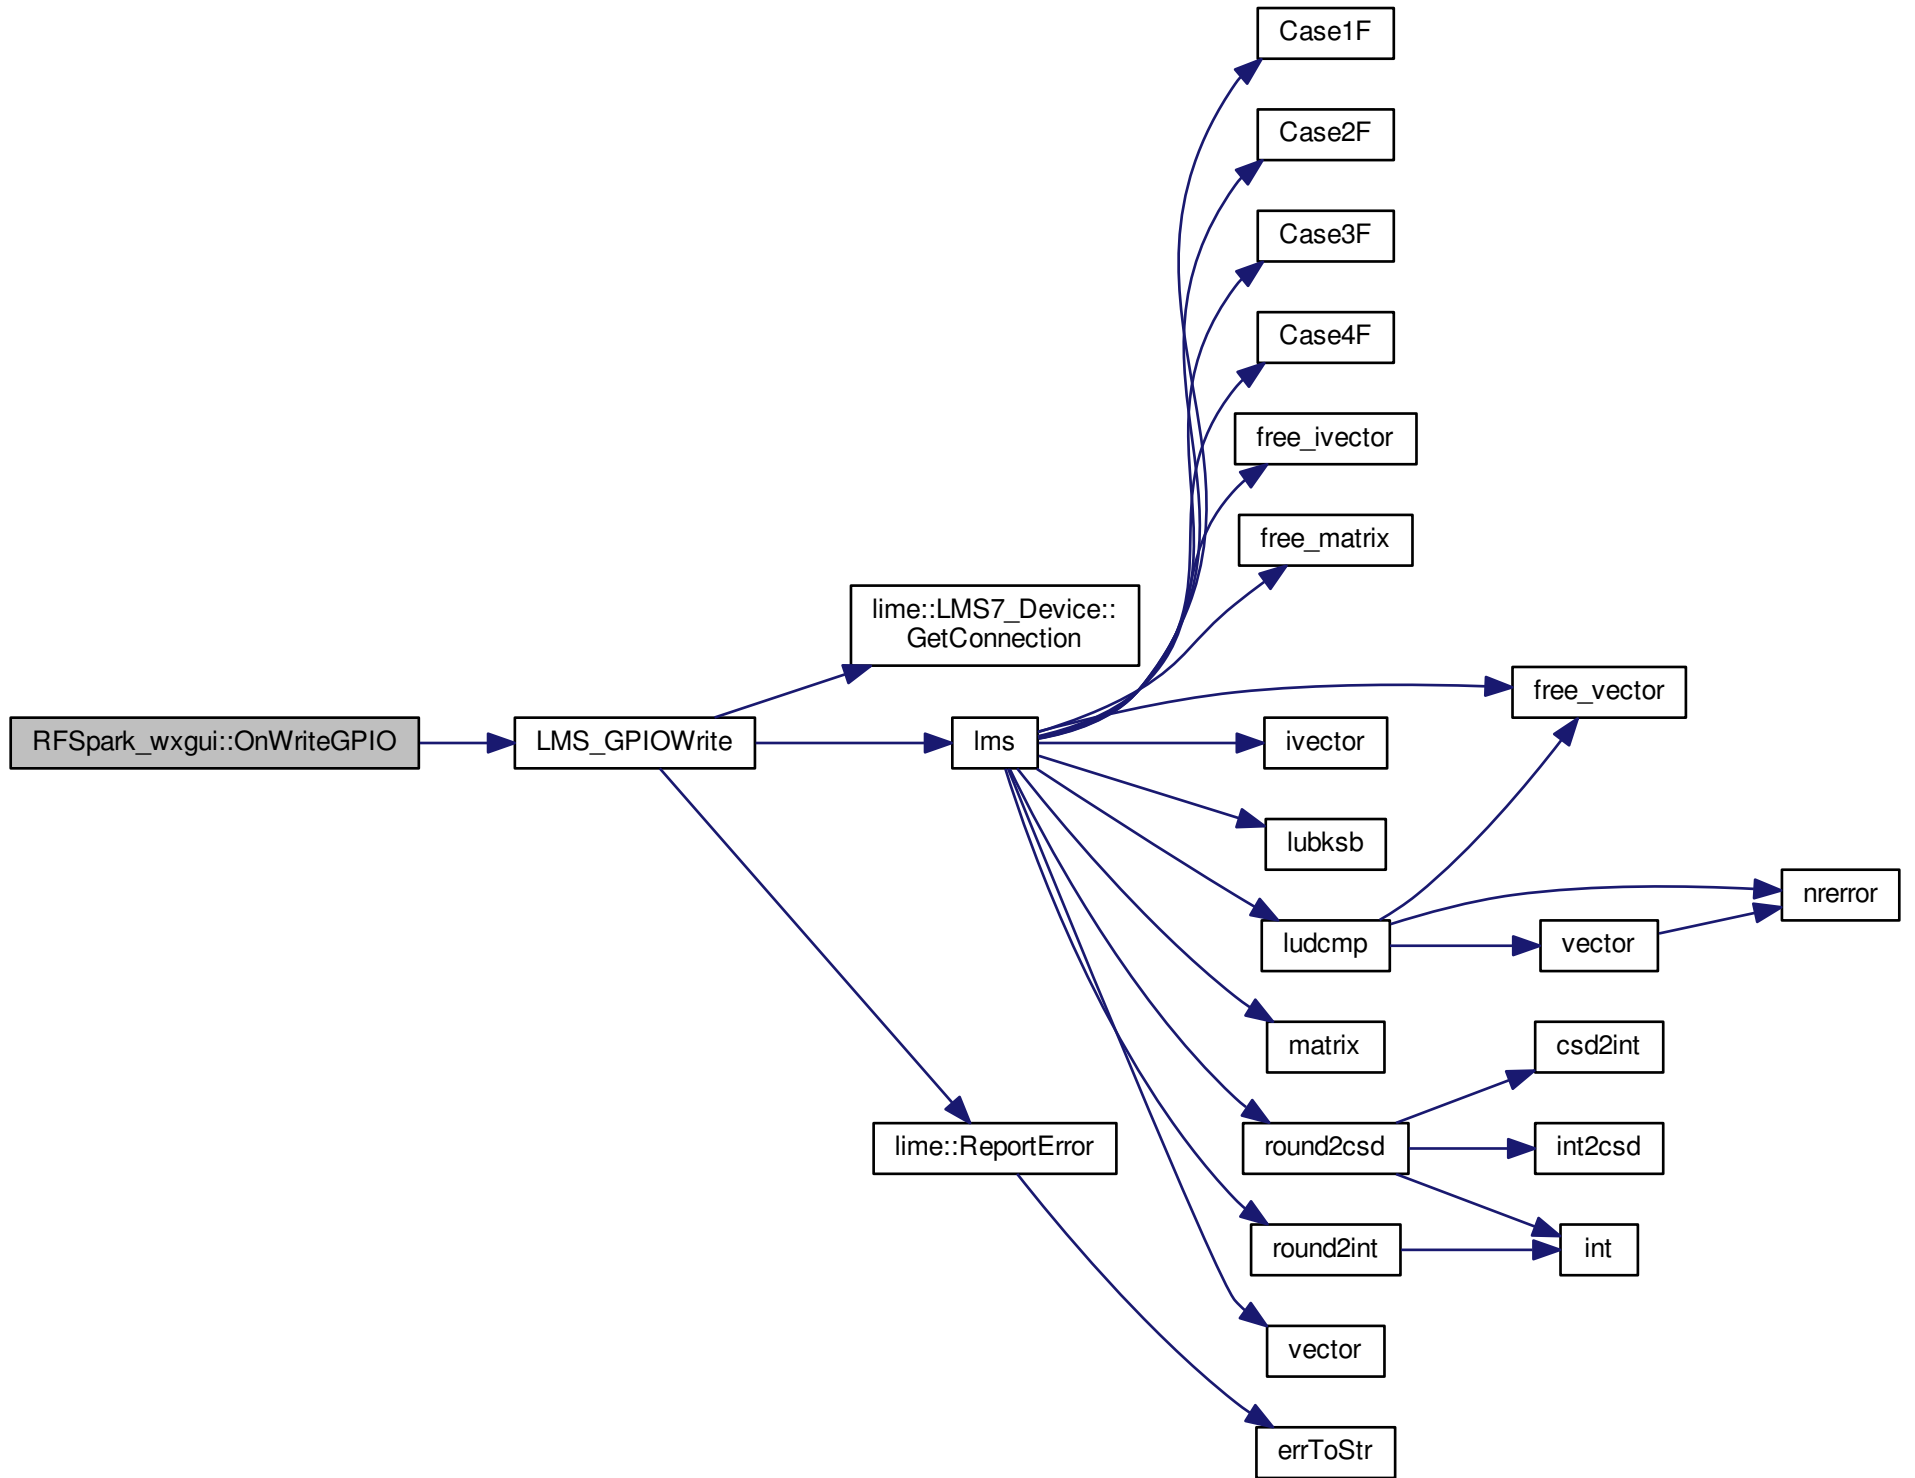 Case1F
Case2F
Case3F
Case4F
free_ivector
free_matrix
lime::LMS7_Device::
GetConnection
free_vector
RFSpark_wxgui::OnWriteGPIO
LMS_GPIOWrite
lms
ivector
lubksb
nrerror
ludcmp
vector
matrix
csd2int
lime::ReportError
round2csd
int2csd
round2int
int
vector
errToStr